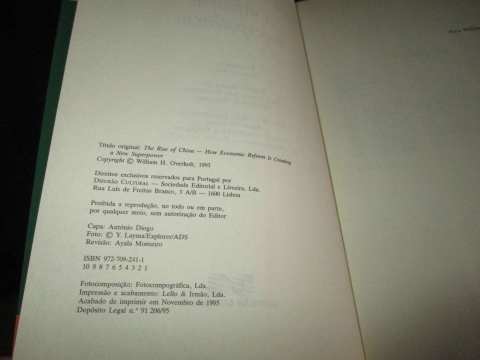 Título original: The Rise of China — How Economic Reform Is Creating
a New Superpower
Copyright © William H. Overholt, 1993
Direitos exclusivos reservados para Portugal por
DIFUSÃO CULTURAL — Sociedade Editorial e Livreira, Lda.
Rua Luís de Freitas Branco, 3 A/B — 1600 Lisboa
Proibida a reprodução, no todo ou em parte,
por qualquer meio, sem autorização do Editor
Capa: António Diogo
Foto: © Y. Layma/Explorer/ADS
Revisão: Ayala Monteiro
ISBN 972-709-241-1
10 9 8 7 6 5 4 3 2 1
Fotocomposição: Fotocompográfica, Lda.
Impressão e acabamento: Lello & Irmão, Lda.
Acabado de imprimir em Novembro de 1995
Depósito Legal n.º 91 206/95
Para William